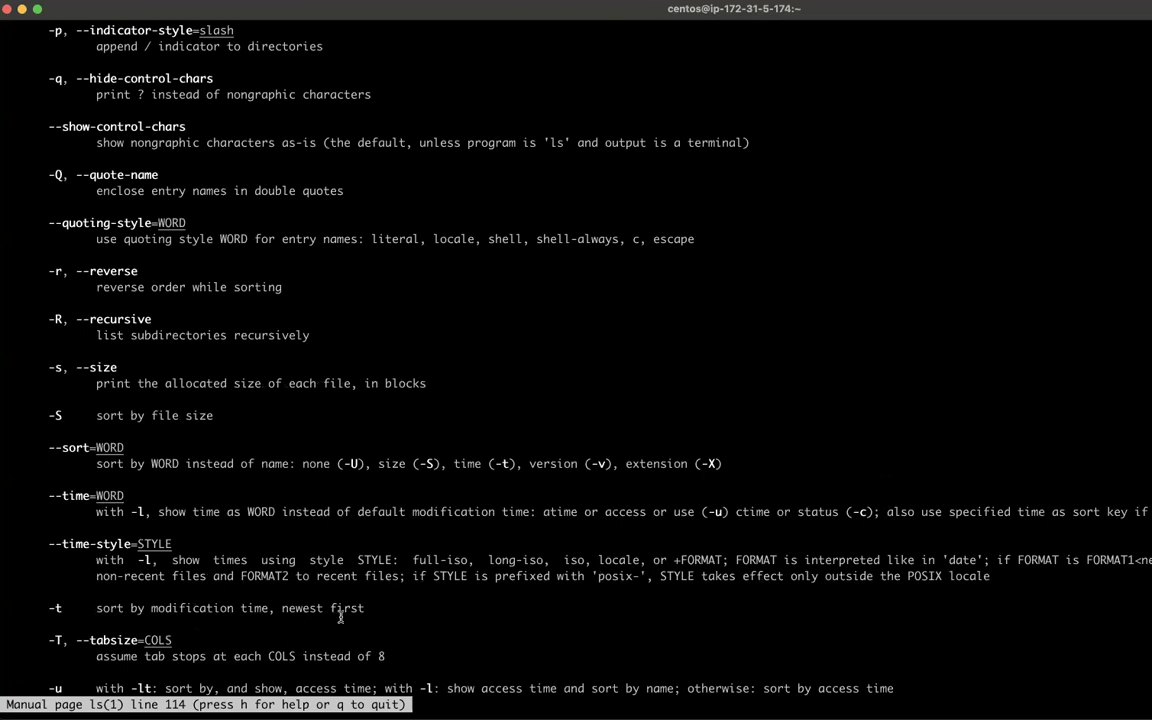 centos@ip-172-31-5-174:~
-p, --indicator-style=slash
append / indicator to directories
-q, --hide-control-chars
print ? instead of nongraphic characters
--show-control-chars
show nongraphic characters as-is (the default, unless program is 'ls' and output is a terminal)
-Q, --quote-name
enclose entry names in double quotes
--quoting-style=WORD
use quoting style WORD for entry names: literal, locale, shell, shell-always, c, escape
-r, --reverse
reverse order while sorting
-R, --recursive
list subdirectories recursively
-s, --size
print the allocated size of each file, in blocks
-S sort by file size
--sort=WORD
sort by WORD instead of name: none (-U), size (-S), time (-t), version (-v), extension (-X)
--time=WORD
with -l, show time as WORD instead of default modification time: atime or access or use (-u) ctime or status (-c); also use specified time as sort key if
--time-style=STYLE
with -l, show times using style STYLE: full-iso, long-iso, iso, locale, or +FORMAT; FORMAT is interpreted like in 'date'; if FORMAT is FORMAT1<ne
non-recent files and FORMAT2 to recent files; if STYLE is prefixed with 'posix-', STYLE takes effect only outside the POSIX locale
-t sort by modification time, newest first
-T, --tabsize=COLS
assume tab stops at each COLS instead of 8
-u with -lt: sort by, and show, access time; with -l: show access time and sort by name; otherwise: sort by access time
Manual page ls(1) line 114 (press h for help or q to quit)